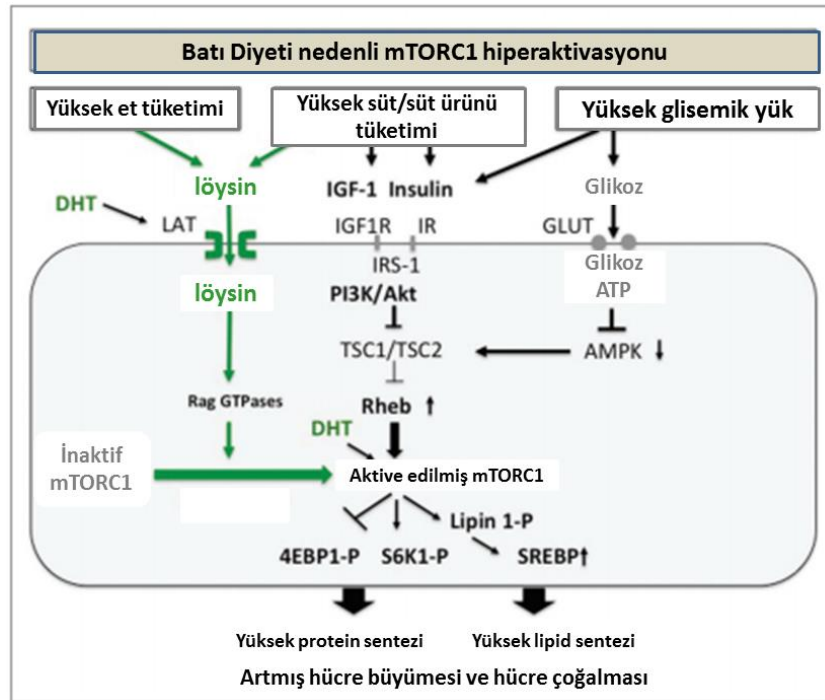 Batı Diyeti nedenli mTORC1 hiperaktivasyonu
Yüksek et tüketimi
Yüksek süt/süt ürünü
tüketimi
Yüksek glisemik yük
löysin
IGF-1 Insulin
Glikoz
DHT
LAT
IGF1R
IR
GLUT
IRS-1
Glikoz
ATP
löysin
PI3K/Akt
TSC1/TSC2
AMPK ↓
Rag GTPases
Rheb ↑
DHT
İnaktif
mTORC1
Aktive edilmiş mTORC1
Lipin 1-P
4EBP1-P
S6K1-P
SREBP↑
Yüksek protein sentezi
Yüksek lipid sentezi
Artmış hücre büyümesi ve hücre çoğalması